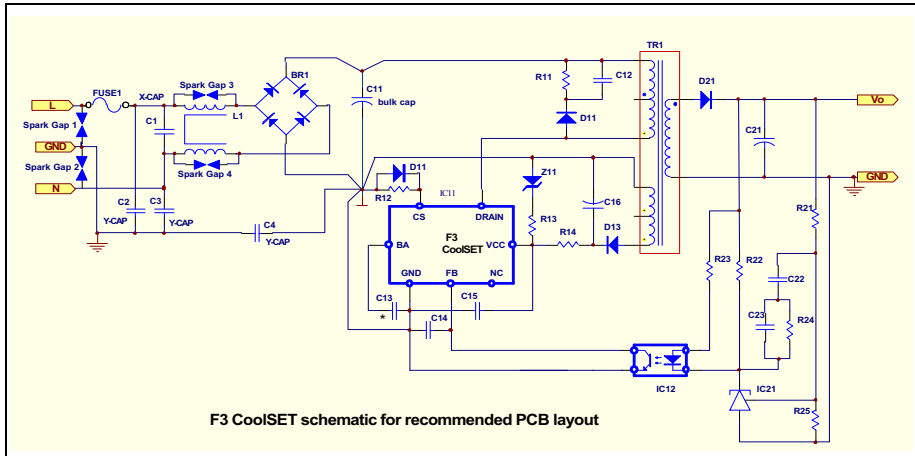 TR1
FUSE1
Spark Gap 3
BR1
R11
C12
D21
X-CAP
C11
bulk cap
L
Vo
L1
D11
Spark Gap 1
C1
C21
GND
Spark Gap 2
Spark Gap 4
D11
Z11
GND
N
R12
IC11
C16
C2
C3
CS
DRAIN
R21
Y-CAP
Y-CAP
C4
F3
CoolSET
R13
R14
D13
Y-CAP
BA
VCC
R23
R22
GND
FB
NC
C22
C13
C15
*
C14
C23
R24
IC12
IC21
R25
F3 CoolSET schematic for recommended PCB layout